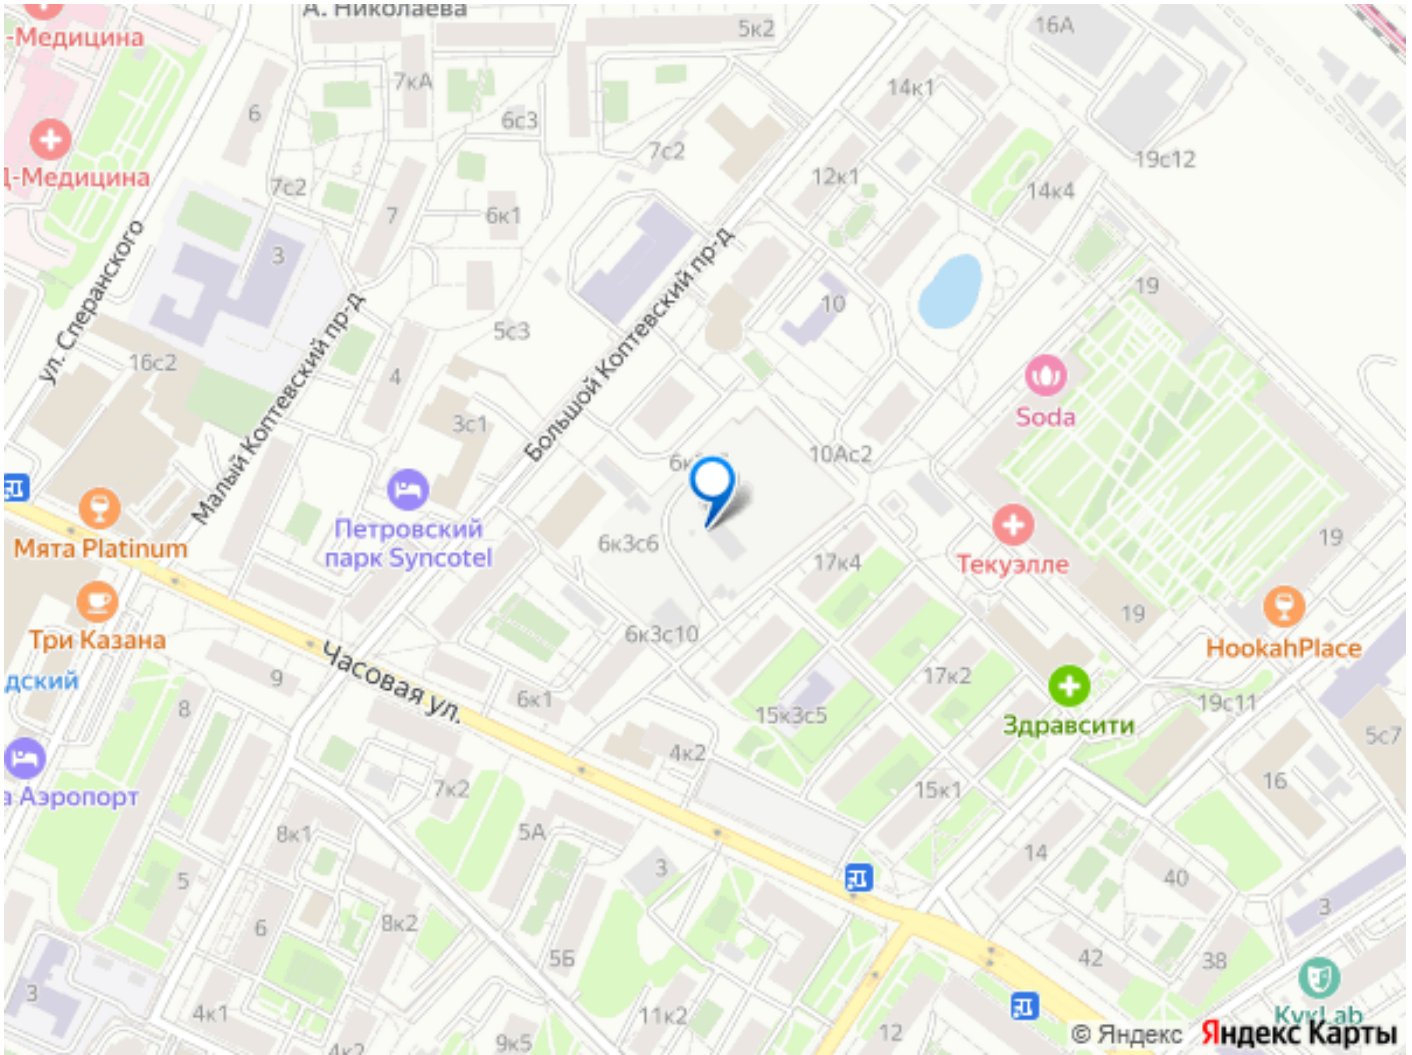 А. Николаева
5к2
16А
-Медицина
7кА
14к1
6
6с3
7с2
19с12
Д-Медицина
7с2
12к1
14к4
7
6к1
ул. Сперанского
3
Большой Коптевский пр-д
19
10
Малый Коптевский пр-д
5с3
16с2
4
Soda
3с1
10Ас2
Мята Platinum
Петровский
парк Syncotel
6к3с6
17к4
Текуэлле
19
Три Казана
6к3с10
19
HookahPlace
дский
9
Часовая ул.
6к1
17к2
19с11
8
15к3с5
Здравсити
5с7
4к2
а Аэропорт
7к2
15к1
16
8к1
5А
3
14
40
5
6
8к2
3
5Б
42
38
3
4к1
11к2
12
КукLab
4к2
9к5
© Яндекс
Яндекс Карты